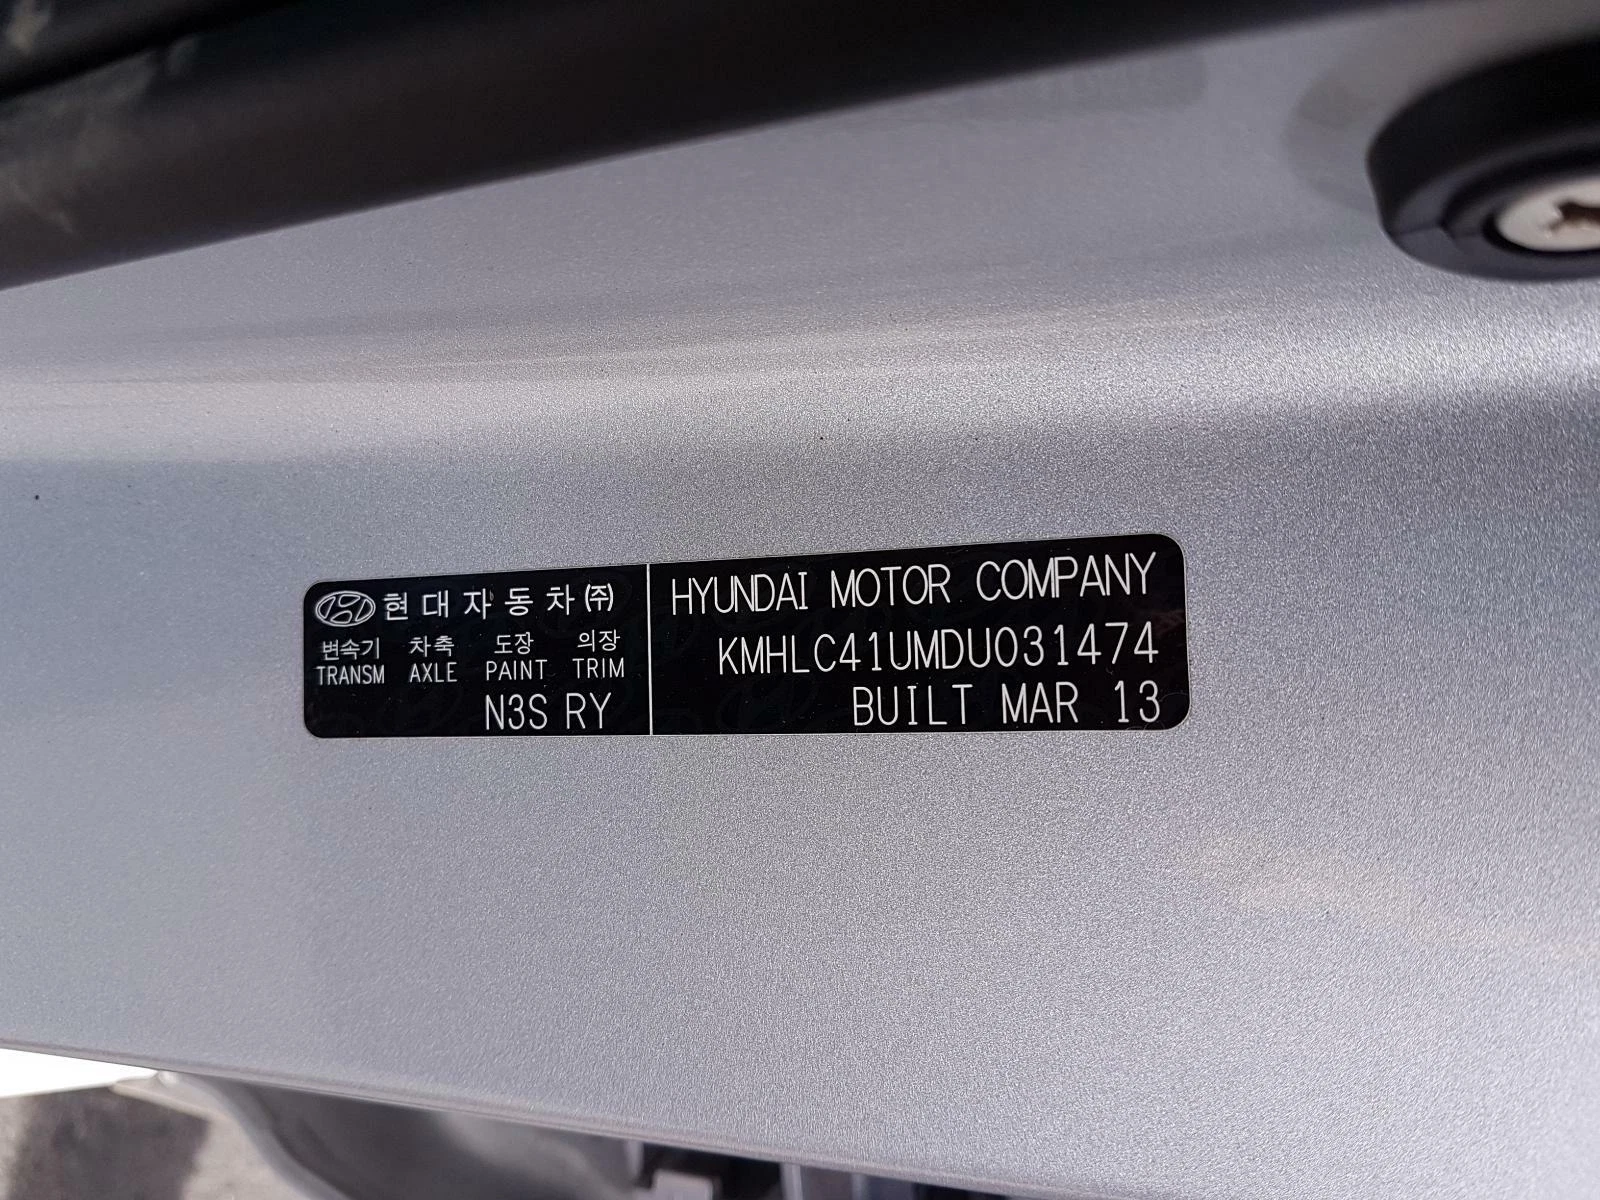 현대자동차㈜
변속기 차축 도장 의장
TRANSM AXLE PAINT TRIM
N3S RY
HYUNDAI MOTOR COMPANY
KMHLC41UMDU031474
BUILT MAR 13